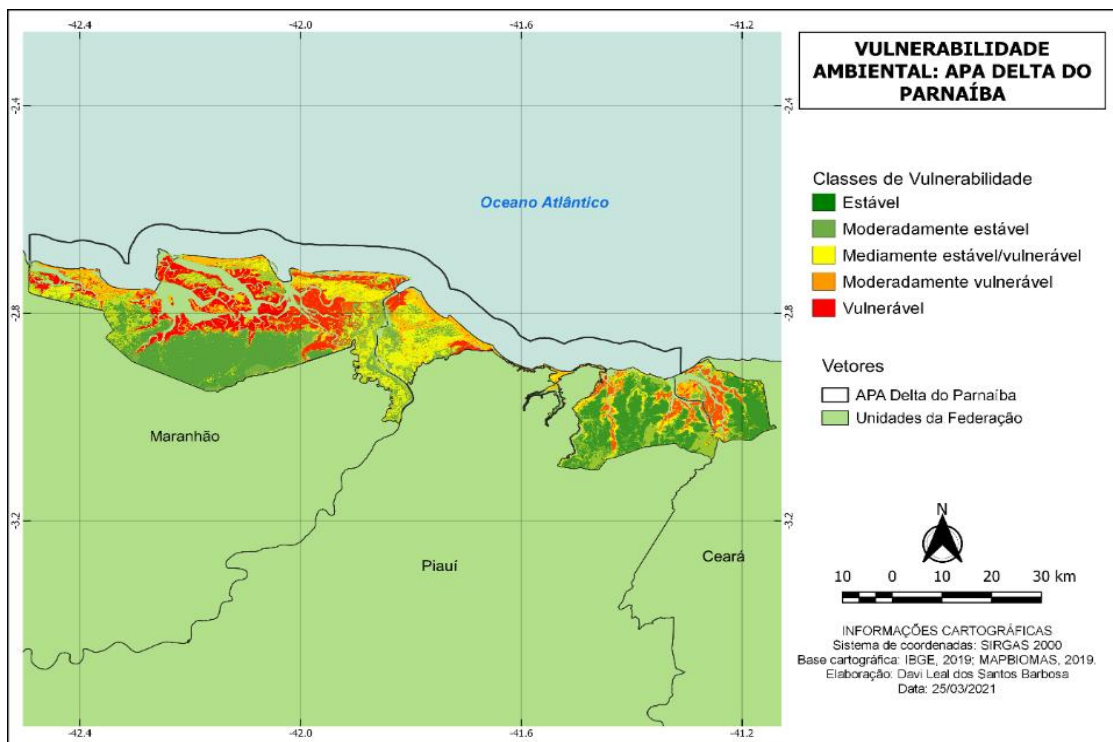 -42.4 -42.0 -41.6 -41.2
VULNERABILIDADE
AMBIENTAL: APA DELTA DO
PARNAÍBA
-2.4 -2.4
Oceano Atlântico
Classes de Vulnerabilidade
Estável
Moderadamente estável
Mediamente estável/vulnerável
Moderadamente vulnerável
Vulnerável
-2.8 -2.8
Vetores
APA Delta do Parnaíba
Unidades da Federação
Maranhão
-3.2 -3.2
Piauí
Ceará
N
10 0 10 20 30 km
INFORMAÇÕES CARTOGRÁFICAS
Sistema de coordenadas: SIRGAS 2000
Base cartográfica: IBGE, 2019; MAPBIOMAS, 2019.
Elaboração: Davi Leal dos Santos Barbosa
Data: 25/03/2021
-42.4 -42.0 -41.6 -41.2